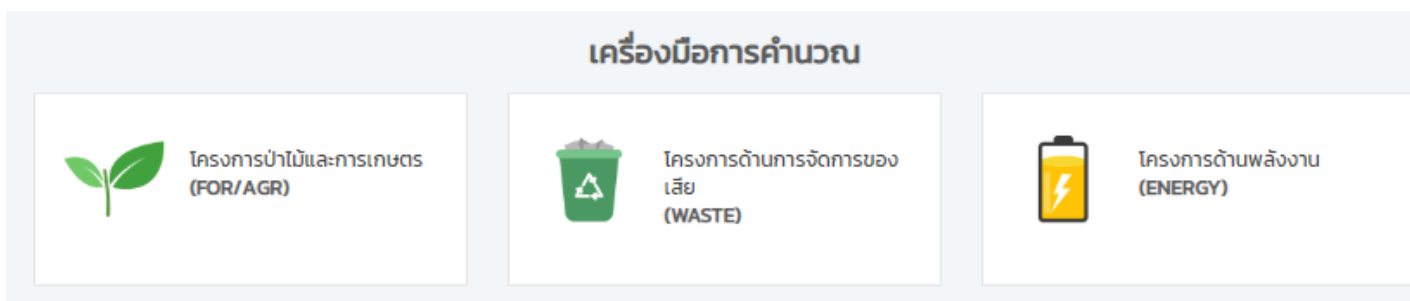 เครื่องมือการคำนวณ
โครงการป่าไม้และการเกษตร
(FOR/AGR)
โครงการด้านการจัดการของ
เสีย
(WASTE)
โครงการด้านพลังงาน
(ENERGY)